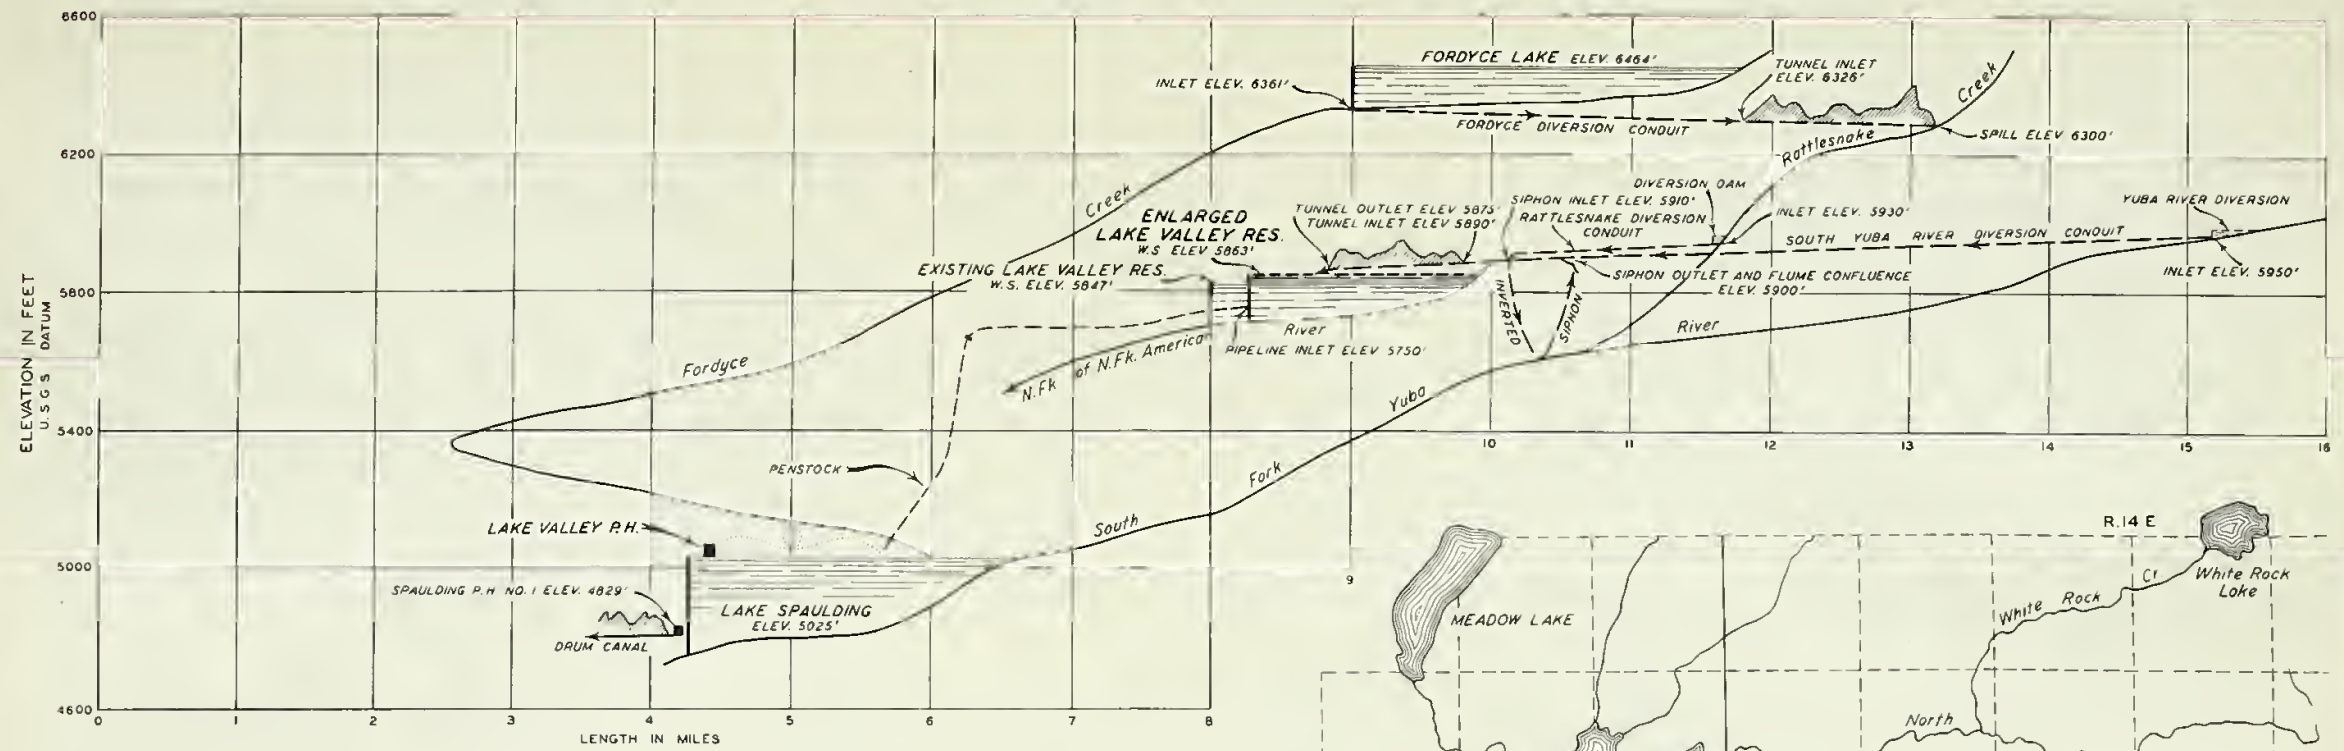 6600
6200
5800
5400
5000
4600
ELEVATION IN FEET
U.S.G.S DATUM
0 1 2 3 4 5 6 7 8
9
10 11 12 13 14 15 16
LENGTH IN MILES
FORDYCE LAKE ELEV. 6464'
INLET ELEV. 6361'
TUNNEL INLET
ELEV. 6326'
FORDYCE DIVERSION CONDUIT
Rattlesnake Creek
SPILL ELEV 6300'
Fordyce Creek
ENLARGED
LAKE VALLEY RES.
W.S ELEV 5863'
EXISTING LAKE VALLEY RES.
W.S. ELEV. 5847'
TUNNEL OUTLET ELEV 5875'
TUNNEL INLET ELEV 5890'
DIVERSION DAM
SIPHON INLET ELEV. 5910'
RATTLESNAKE DIVERSION
CONDUIT
INLET ELEV. 5930'
YUBA RIVER DIVERSION
SOUTH YUBA RIVER DIVERSION CONDUIT
INLET ELEV. 5950'
SIPHON OUTLET AND FLUME CONFLUENCE
ELEV. 5900'
INVERTED SIPHON
N.Fk of N.Fk. America River
PIPELINE INLET ELEV 5750'
South Fork Yuba River
PENSTOCK
LAKE VALLEY P.H.
SPAULDING P.H NO. 1 ELEV. 4829'
DRUM CANAL
LAKE SPAULDING
ELEV. 5025'
R.14 E
MEADOW LAKE
White Rock Cr
White Rock
Lake
North